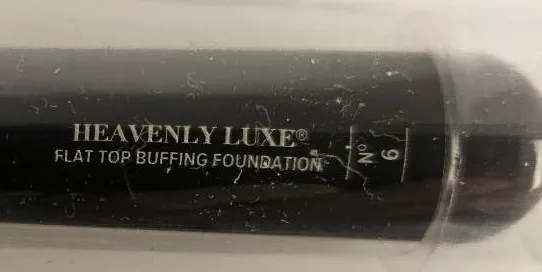 HEAVENLY LUXE®
FLAT TOP BUFFING FOUNDATION
Nº
6